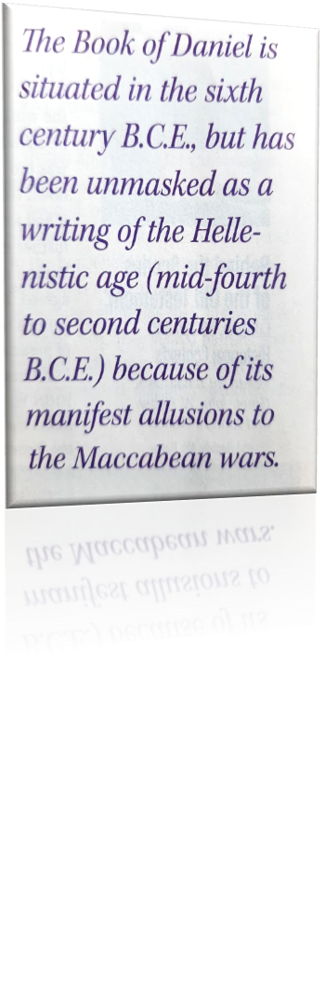 The Book of Daniel is
situated in the sixth
century B.C.E., but has
been unmasked as a
writing of the Helle-
nistic age (mid-fourth
to second centuries
B.C.E.) because of its
manifest allusions to
the Maccabean wars.